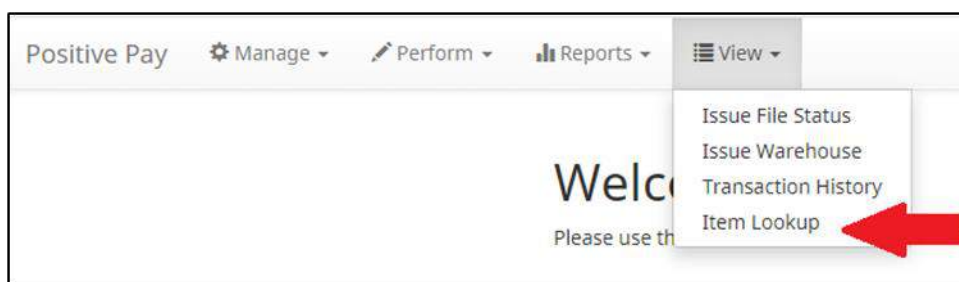 Positive Pay Manage Perform Reports View
Issue File Status
Issue Warehouse
Transaction History
Item Lookup
Welc
Please use th